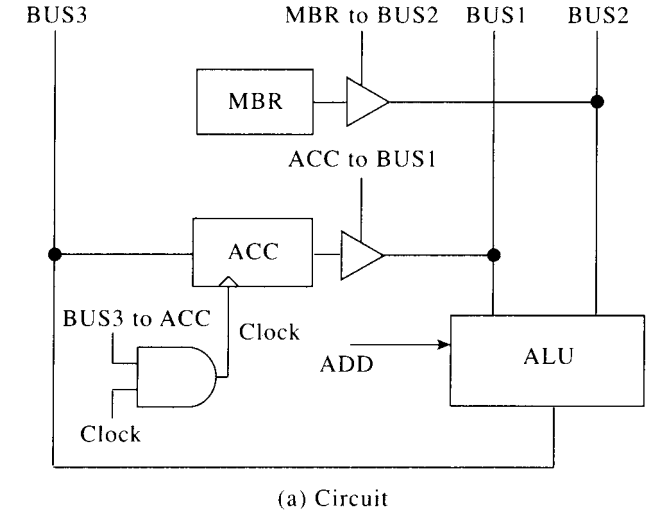 BUS3
MBR to BUS2
BUS1
BUS2
MBR
ACC to BUS1
ACC
BUS3 to ACC
Clock
ADD
ALU
Clock
(a) Circuit